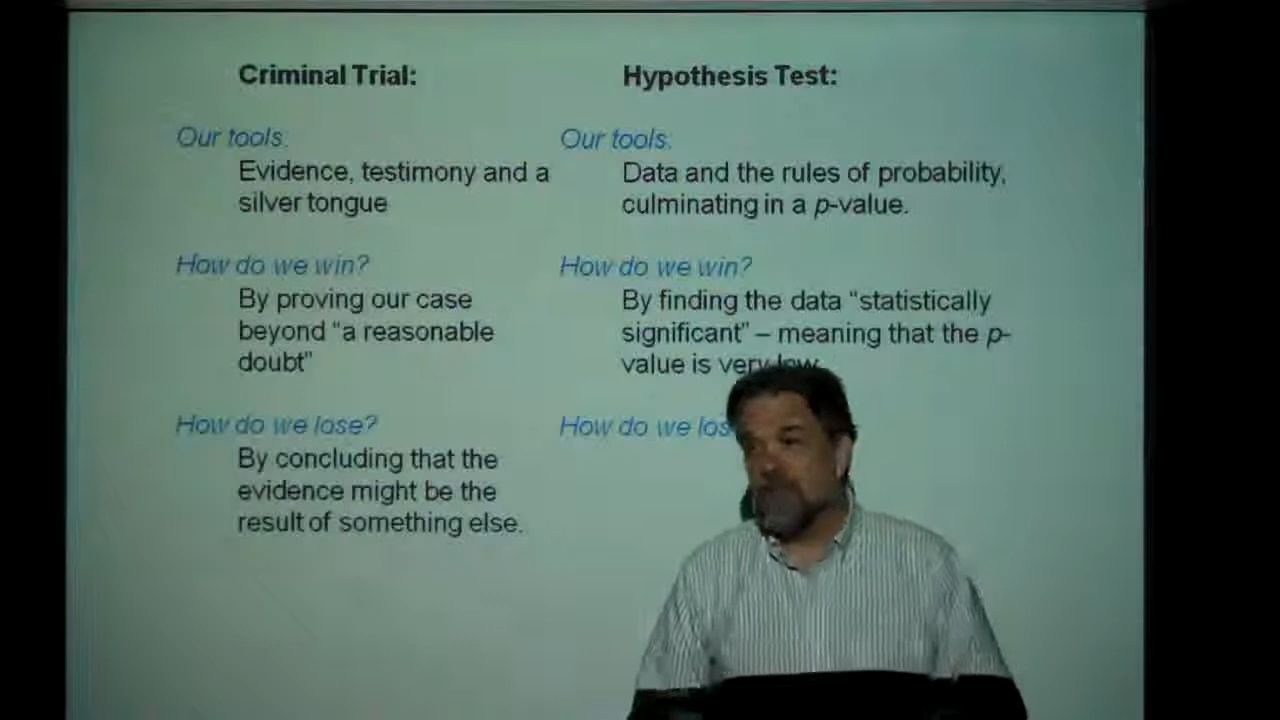 Criminal Trial:
Our tools:
Evidence, testimony and a
silver tongue
How do we win?
By proving our case
beyond “a reasonable
doubt”
How do we lose?
By concluding that the
evidence might be the
result of something else.
Hypothesis Test:
Our tools:
Data and the rules of probability,
culminating in a p-value.
How do we win?
By finding the data “statistically
significant” – meaning that the p-
value is very low
How do we los